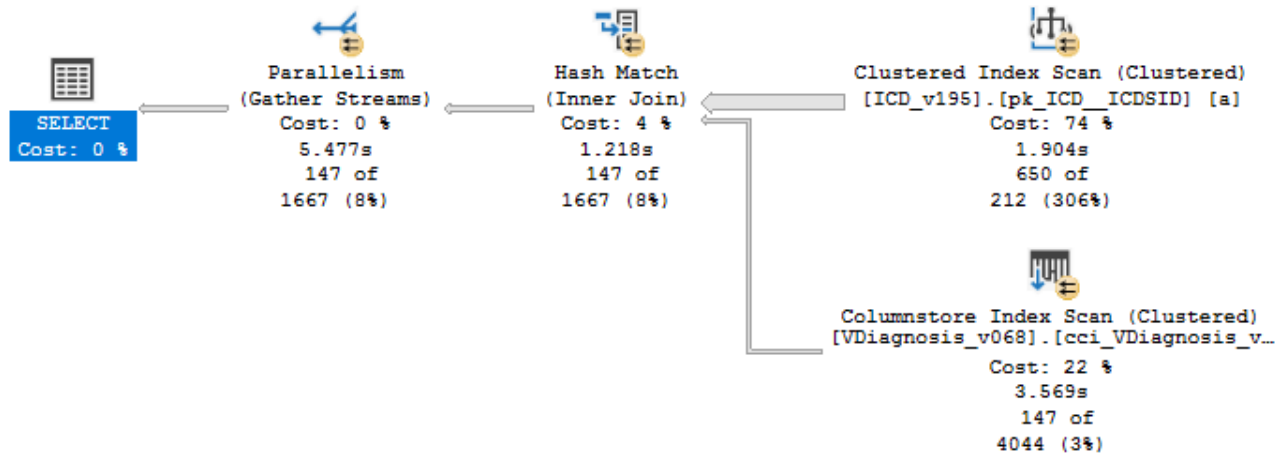 SELECT
Cost: 0 %
Parallelism
(Gather Streams)
Cost: 0 %
5.477s
147 of
1667 (8%)
Hash Match
(Inner Join)
Cost: 4 %
1.218s
147 of
1667 (8%)
Clustered Index Scan (Clustered)
[ICD_v195].[pk_ICD__ICDSID] [a]
Cost: 74 %
1.904s
650 of
212 (306%)
Columnstore Index Scan (Clustered)
[VDiagnosis_v068].[cci_VDiagnosis_v…
Cost: 22 %
3.569s
147 of
4044 (3%)